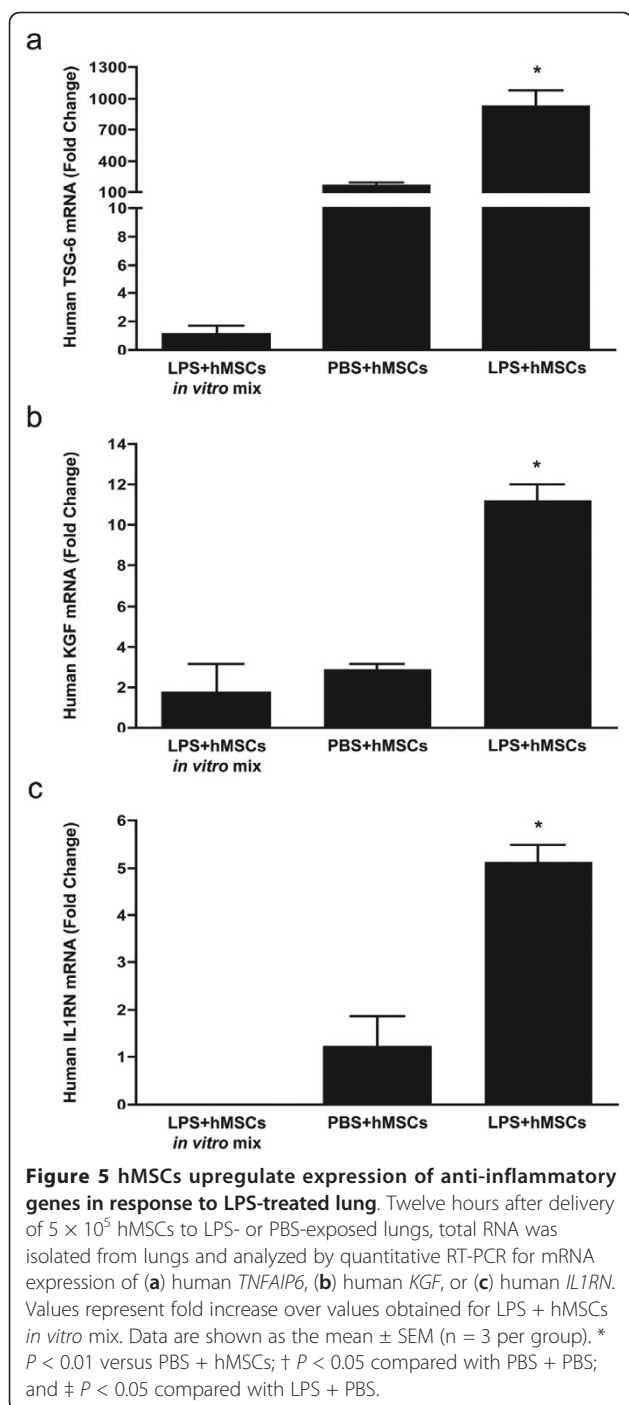 a
Human TSG-6 mRNA (Fold Change)
1300
1000
700
400
100
10
8
6
4
2
0
*
LPS+hMSCs
in vitro mix
PBS+hMSCs
LPS+hMSCs
b
Human KGF mRNA (Fold Change)
14
12
10
8
6
4
2
0
*
LPS+hMSCs
in vitro mix
PBS+hMSCs
LPS+hMSCs
c
Human IL1RN mRNA (Fold Change)
6
5
4
3
2
1
0
*
LPS+hMSCs
in vitro mix
PBS+hMSCs
LPS+hMSCs
Figure 5 hMSCs upregulate expression of anti-inflammatory
genes in response to LPS-treated lung. Twelve hours after delivery
of 5 × 10⁵ hMSCs to LPS- or PBS-exposed lungs, total RNA was
isolated from lungs and analyzed by quantitative RT-PCR for mRNA
expression of (a) human TNFAIP6, (b) human KGF, or (c) human IL1RN.
Values represent fold increase over values obtained for LPS + hMSCs
in vitro mix. Data are shown as the mean ± SEM (n = 3 per group). *
P < 0.01 versus PBS + hMSCs; † P < 0.05 compared with PBS + PBS;
and ‡ P < 0.05 compared with LPS + PBS.